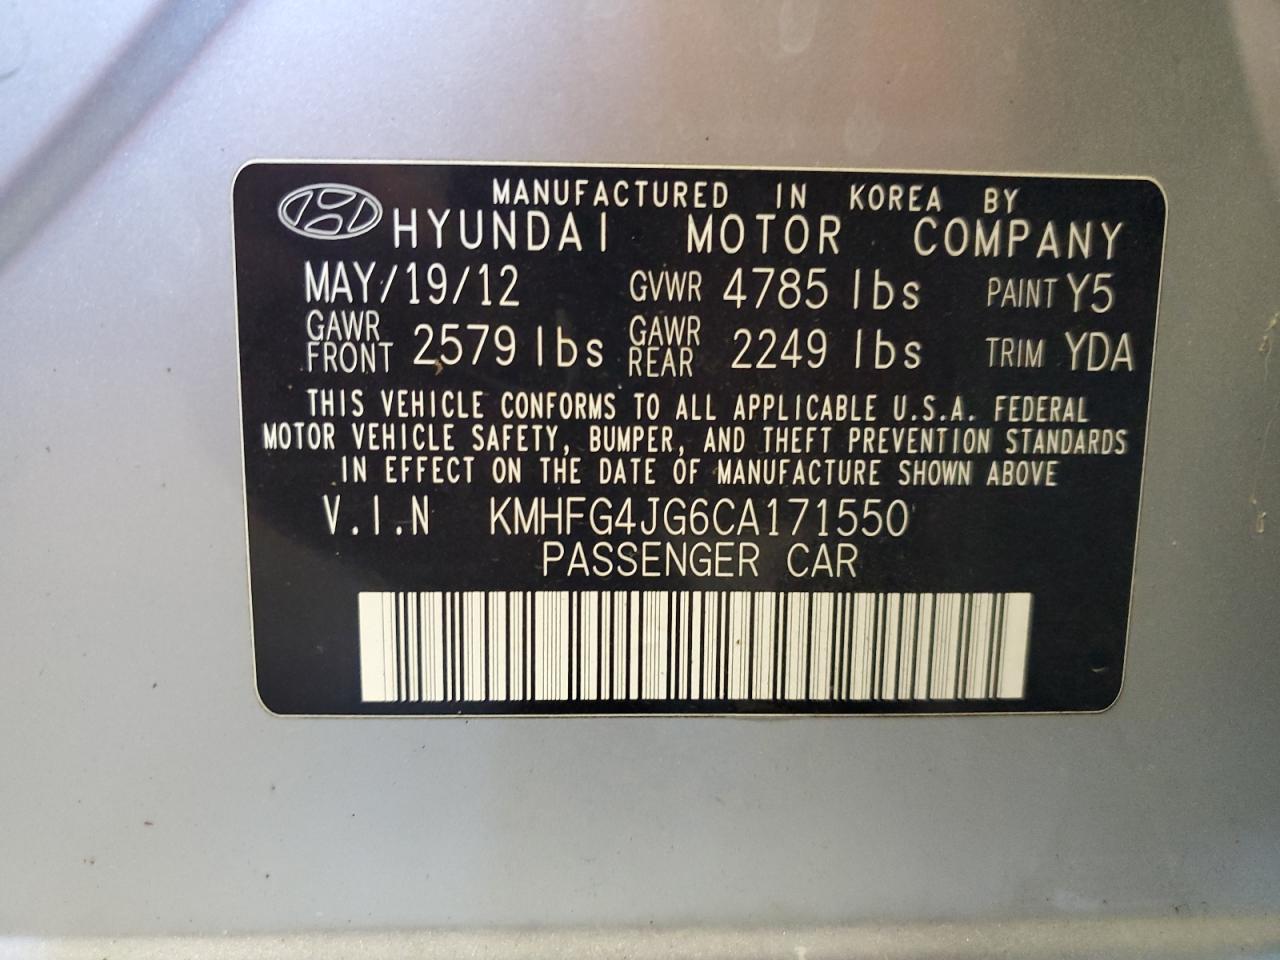 MANUFACTURED IN KOREA BY
HYUNDAI MOTOR COMPANY
MAY/19/12 GVWR 4785 lbs PAINT Y5
GAWR FRONT 2579 lbs GAWR REAR 2249 lbs TRIM YDA
THIS VEHICLE CONFORMS TO ALL APPLICABLE U.S.A. FEDERAL
MOTOR VEHICLE SAFETY, BUMPER, AND THEFT PREVENTION STANDARDS
IN EFFECT ON THE DATE OF MANUFACTURE SHOWN ABOVE
V.I.N KMHFG4JG6CA171550
PASSENGER CAR